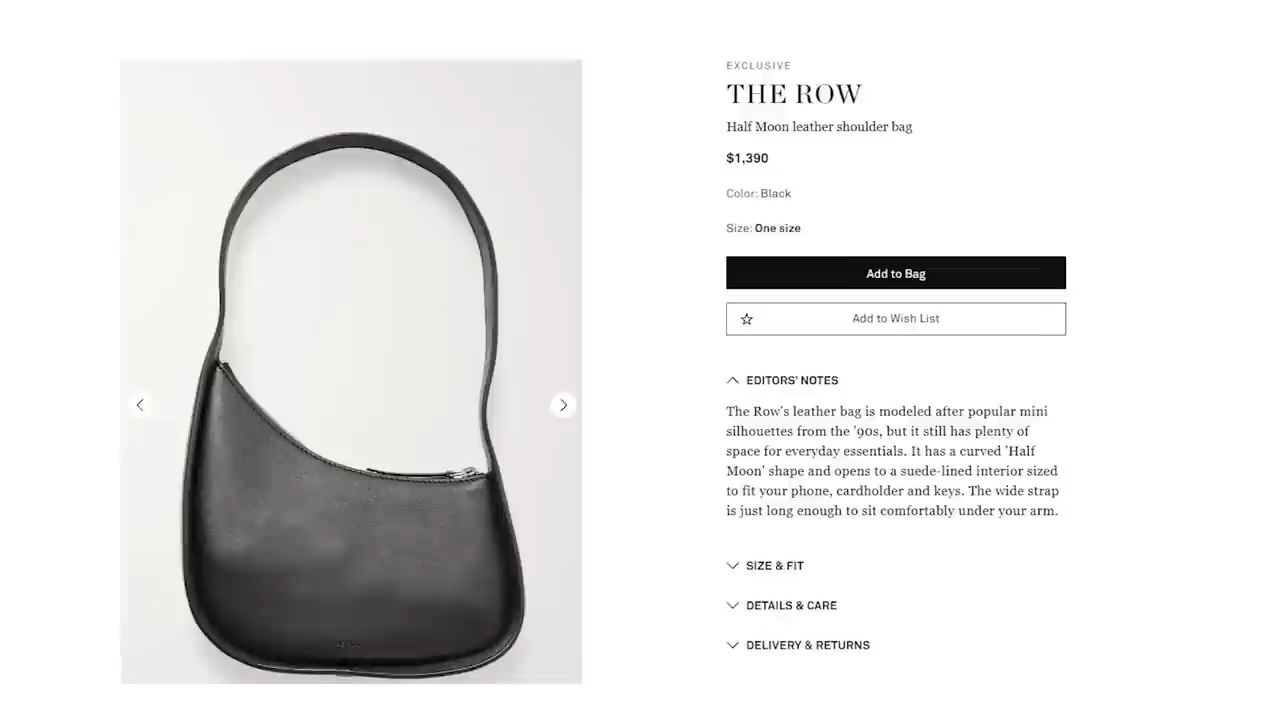 EXCLUSIVE
THE ROW
Half Moon leather shoulder bag
$1,390
Color: Black
Size: One size
Add to Bag
Add to Wish List
EDITORS' NOTES
The Row's leather bag is modeled after popular mini
silhouettes from the '90s, but it still has plenty of
space for everyday essentials. It has a curved 'Half
Moon' shape and opens to a suede-lined interior sized
to fit your phone, cardholder and keys. The wide strap
is just long enough to sit comfortably under your arm.
SIZE & FIT
DETAILS & CARE
DELIVERY & RETURNS